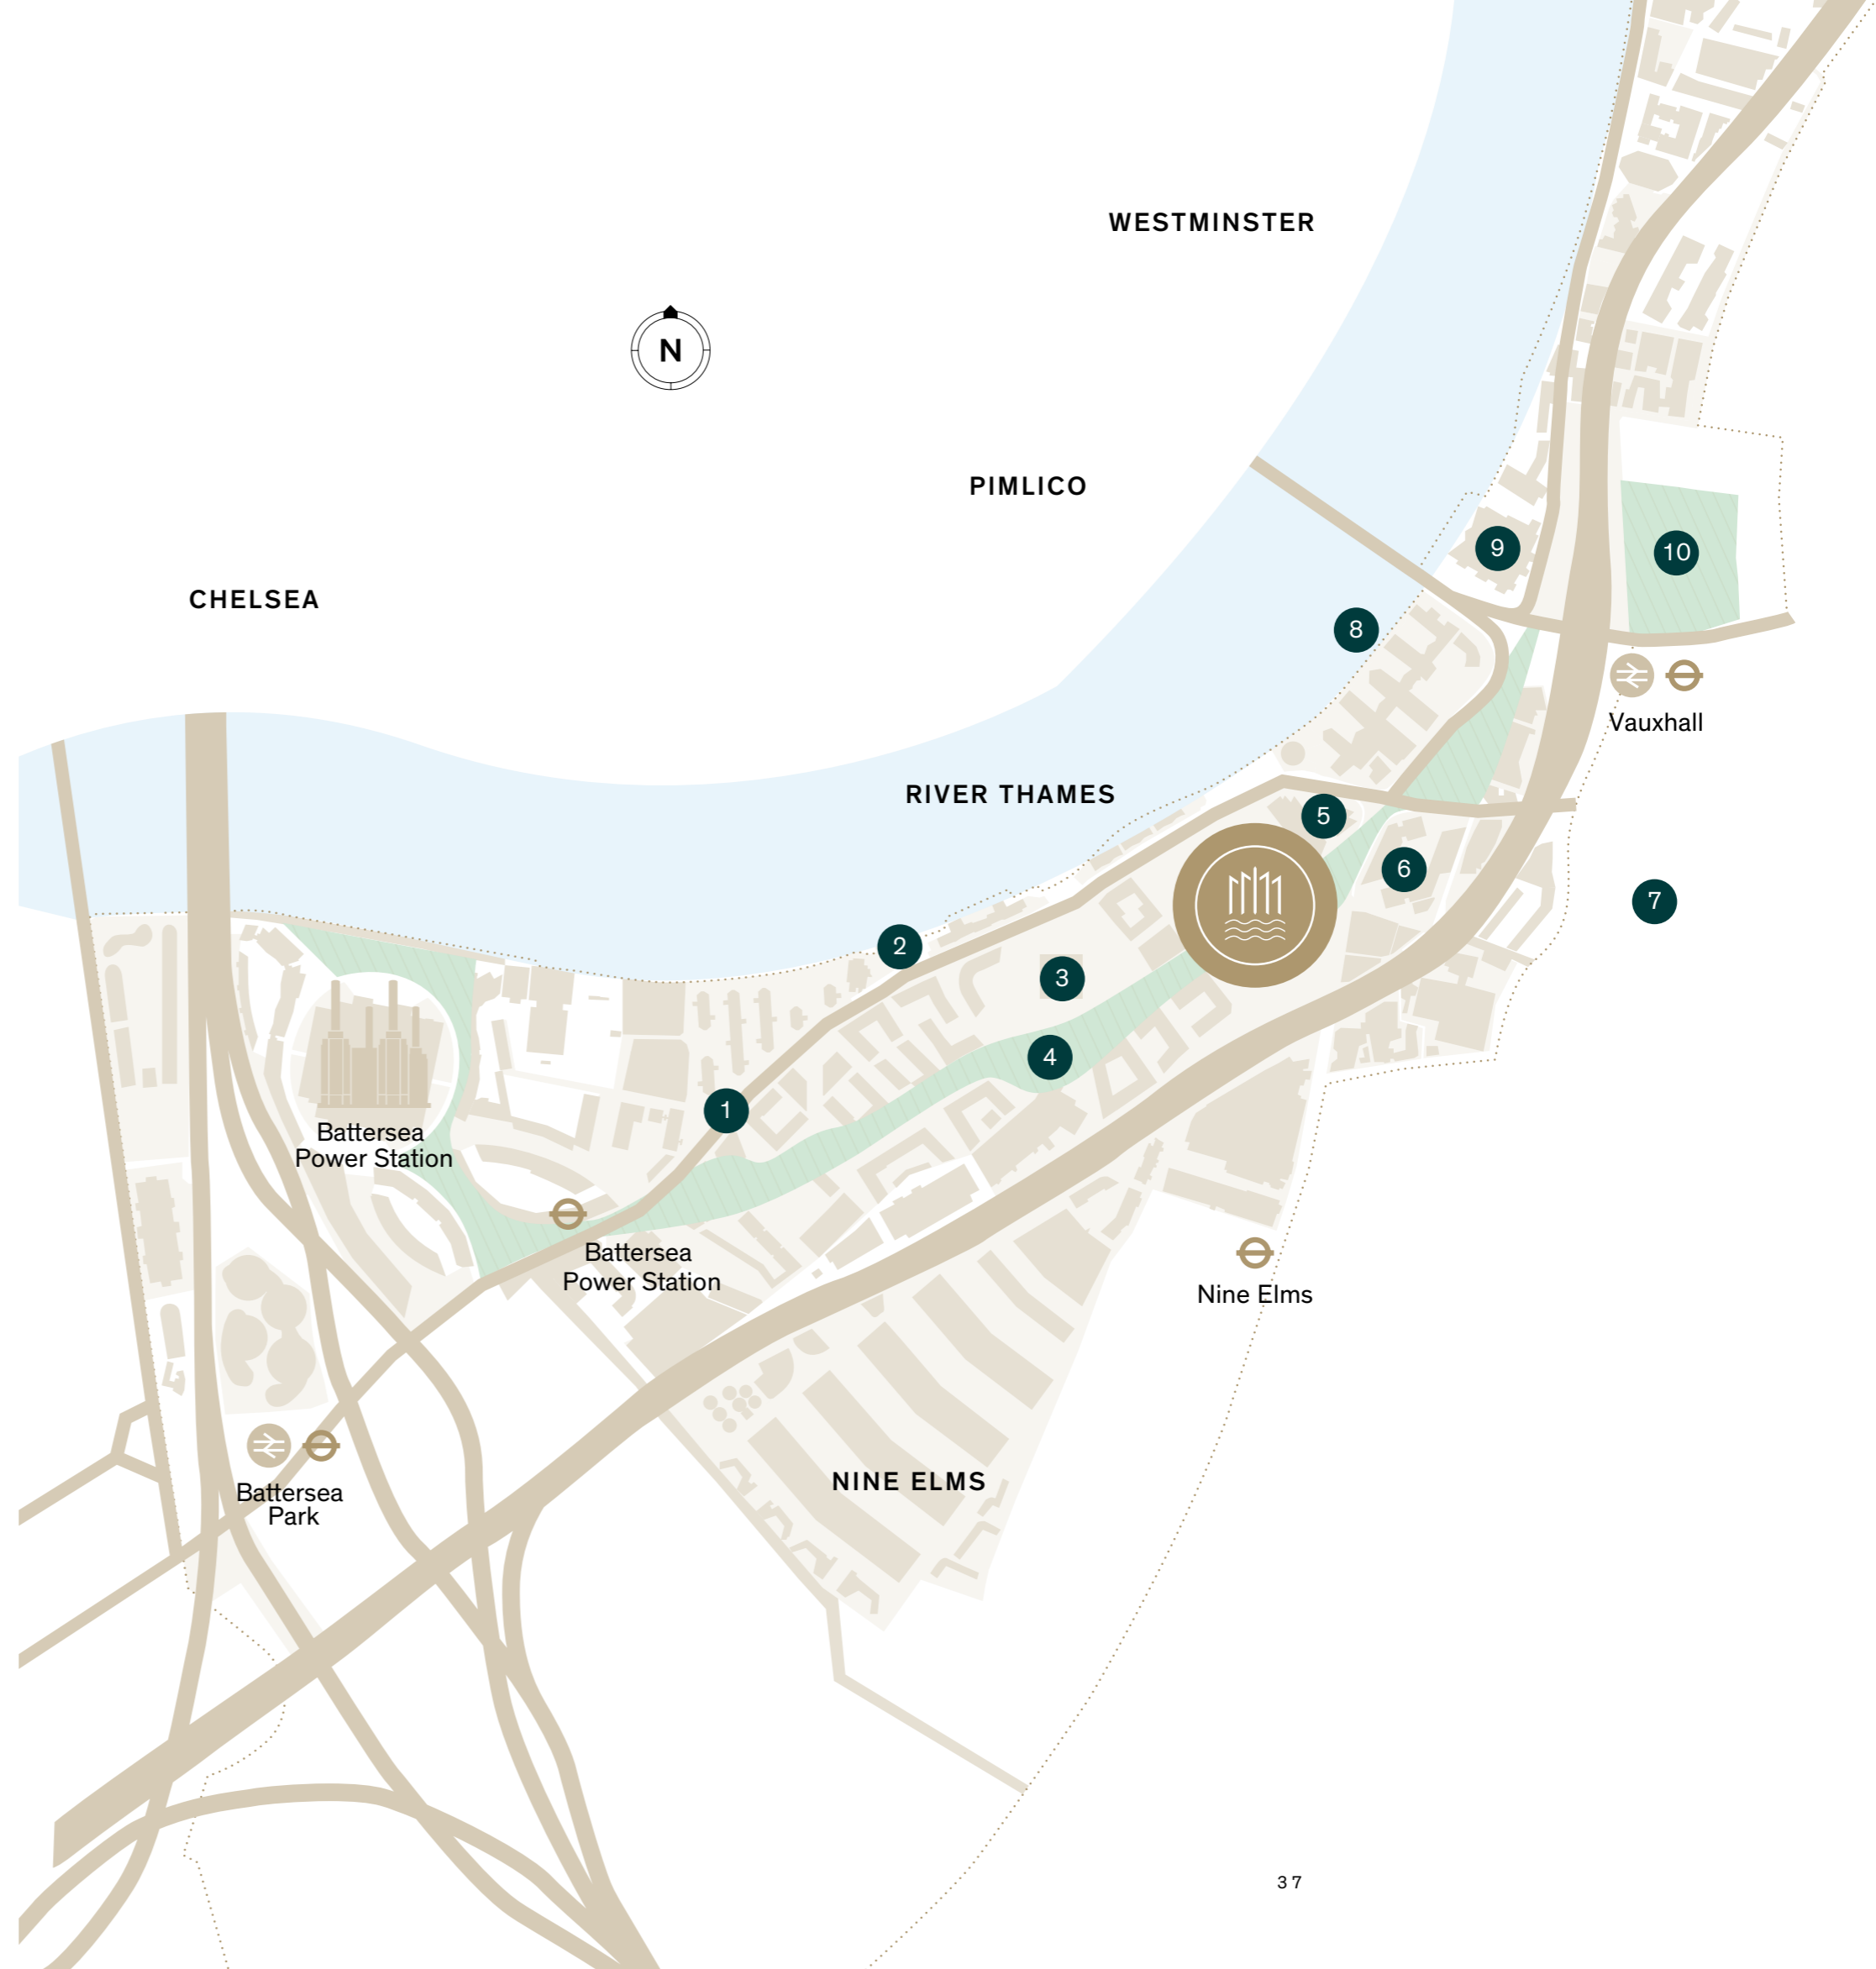 WESTMINSTER
N
PIMLICO
9
10
CHELSEA
8
Vauxhall
RIVER THAMES
5
6
7
2
3
4
1
Battersea
Power Station
Battersea
Power Station
Nine Elms
NINE ELMS
Battersea
Park
37